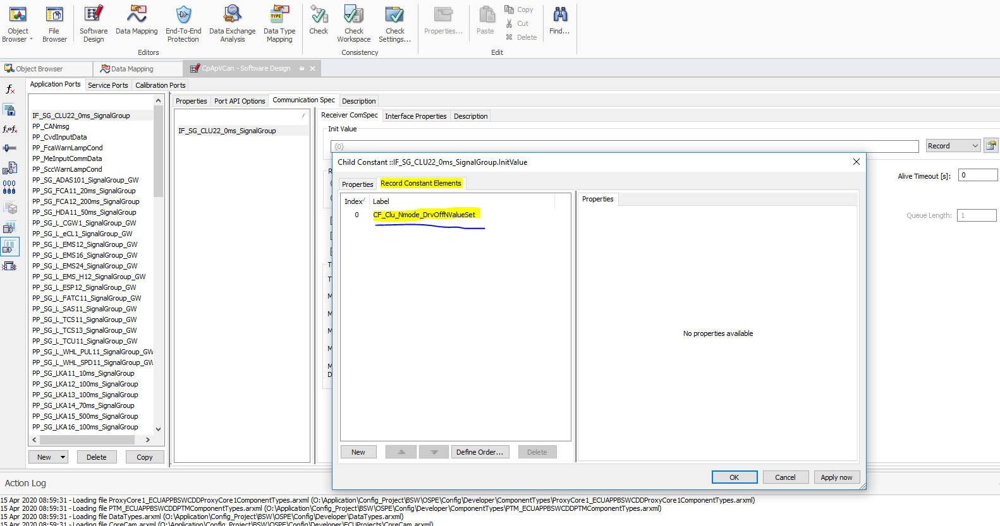 Object Browser
File Browser
Software Design
Data Mapping
End-To-End Protection
Data Exchange Analysis
Data Type Mapping
Check
Check Workspace
Check Settings...
Properties...
Paste
Copy
Cut
Delete
Find...
Editors
Consistency
Edit
Object Browser
Data Mapping
CpApVCan - Software Design
Application Ports
Service Ports
Calibration Ports
IF_SG_CLU22_0ms_SignalGroup
PP_CANmsg
PP_CvdInputData
PP_FcaWarnLampCond
PP_MeInputCommData
PP_SccWarnLampCond
PP_SG_ADAS101_SignalGroup_GW
PP_SG_FCA11_20ms_SignalGroup
PP_SG_FCA12_200ms_SignalGroup
PP_SG_HDA11_50ms_SignalGroup
PP_SG_L_CGW1_SignalGroup_GW
PP_SG_L_eCL1_SignalGroup_GW
PP_SG_L_EMS12_SignalGroup_GW
PP_SG_L_EMS16_SignalGroup_GW
PP_SG_L_EMS24_SignalGroup_GW
PP_SG_L_EMS_H12_SignalGroup_GW
PP_SG_L_ESP12_SignalGroup_GW
PP_SG_L_FATC11_SignalGroup_GW
PP_SG_L_SAS11_SignalGroup_GW
PP_SG_L_TCS11_SignalGroup_GW
PP_SG_L_TCS13_SignalGroup_GW
PP_SG_L_TCU11_SignalGroup_GW
PP_SG_L_WHL_PUL11_SignalGroup_GW
PP_SG_L_WHL_SPD11_SignalGroup_GW
PP_SG_LKA11_10ms_SignalGroup
PP_SG_LKA12_100ms_SignalGroup
PP_SG_LKA13_100ms_SignalGroup
PP_SG_LKA14_70ms_SignalGroup
PP_SG_LKA15_500ms_SignalGroup
PP_SG_LKA16_100ms_SignalGroup
New
Delete
Copy
Properties
Port API Options
Communication Spec
Description
IF_SG_CLU22_0ms_SignalGroup
Receiver ComSpec
Interface Properties
Description
Init Value
{0}
Record
Alive Timeout [s]:
0
Queue Length:
1
Child Constant ::IF_SG_CLU22_0ms_SignalGroup.InitValue
Properties
Record Constant Elements
Index
Label
0
CF_Clu_Nmode_DrvOffNValueSet
Properties
No properties available
New
Define Order...
Delete
OK
Cancel
Apply now
Action Log
15 Apr 2020 08:59:31 - Loading file ProxyCore1_ECUAPPBSWCDDProxyCore1ComponentTypes.arxml (O:\Application\Config_Project\BSW\OSPE\Config\Developer\ComponentTypes\ProxyCore1_ECUAPPBSWCDDProxyCore1ComponentTypes.arxml)
15 Apr 2020 08:59:31 - Loading file PTM_ECUAPPBSWCDDPTMComponentTypes.arxml (O:\Application\Config_Project\BSW\OSPE\Config\Developer\ComponentTypes\PTM_ECUAPPBSWCDDPTMComponentTypes.arxml)
15 Apr 2020 08:59:31 - Loading file DataTypes.arxml (O:\Application\Config_Project\BSW\OSPE\Config\Developer\DataTypes.arxml)
15 Apr 2020 08:59:31 - Loading file CoreCam.arxml (O:\Application\Config_Project\BSW\OSPE\Config\Developer\ECUProjects\CoreCam.arxml)